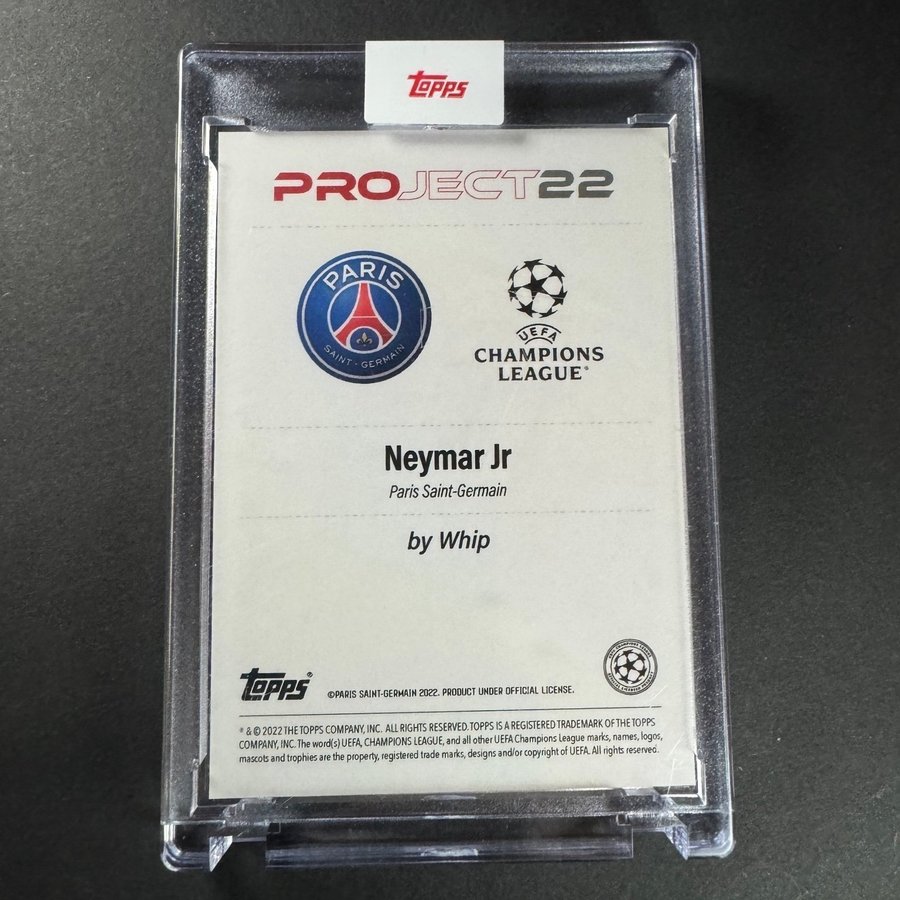 topps
PROJECT22
PARIS
SAINT-GERMAIN
UEFA
CHAMPIONS
LEAGUE®
Neymar Jr
Paris Saint-Germain
by Whip
topps®
©PARIS SAINT-GERMAIN 2022. PRODUCT UNDER OFFICIAL LICENSE.
® & © 2022 THE TOPPS COMPANY, INC. ALL RIGHTS RESERVED. TOPPS IS A REGISTERED TRADEMARK OF THE TOPPS
COMPANY, INC. The word(s) UEFA, CHAMPIONS LEAGUE, and all other UEFA Champions League marks, names, logos,
mascots and trophies are the property, registered trade marks, designs and/or copyright of UEFA. All rights reserved.